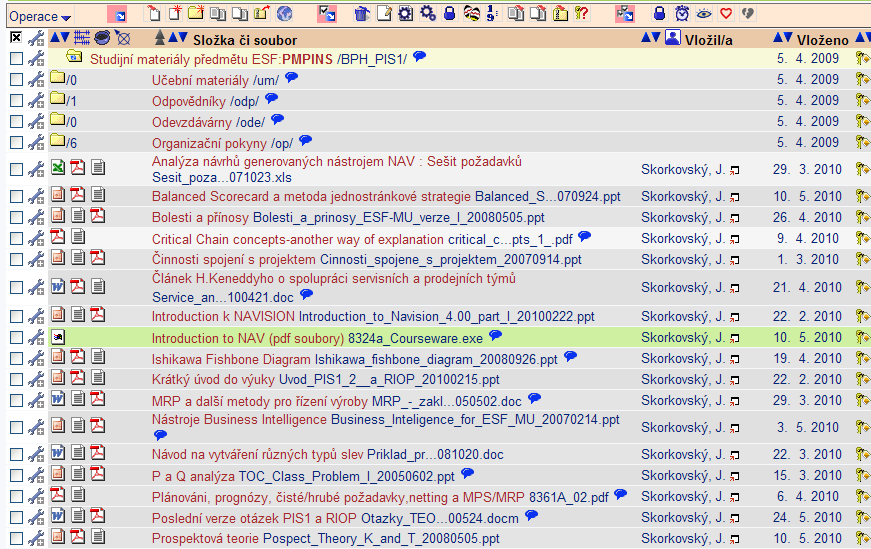 Operace
Složka či soubor Vložil/a Vloženo
Studijní materiály předmětu ESF:PMPINS /BPH_PIS1/ 5. 4. 2009
/0 Učební materiály /um/ 5. 4. 2009
/1 Odpovědníky /odp/ 5. 4. 2009
/0 Odevzdávárny /ode/ 5. 4. 2009
/6 Organizační pokyny /op/ 5. 4. 2009
Analýza návrhů generovaných nástrojem NAV : Sešit požadavků
Sesit_poza...071023.xls Skorkovský, J. 29. 3. 2010
Balanced Scorecard a metoda jednostránkové strategie Balanced_S...070924.ppt Skorkovský, J. 10. 5. 2010
Bolesti a přínosy Bolesti_a_prinosy_ESF-MU_verze_I_20080505.ppt Skorkovský, J. 26. 4. 2010
Critical Chain concepts-another way of explanation critical_c...pts_1_.pdf Skorkovský, J. 9. 4. 2010
Činnosti spojení s projektem Cinnosti_spojene_s_projektem_20070914.ppt Skorkovský, J. 1. 3. 2010
Článek H.Keneddyho o spolupráci servisních a prodejních týmů
Service_an...100421.doc Skorkovský, J. 21. 4. 2010
Introduction k NAVISION Introduction_to_Navision_4.00_part_I_20100222.ppt Skorkovský, J. 22. 2. 2010
Introduction to NAV (pdf soubory) 8324a_Courseware.exe Skorkovský, J. 10. 5. 2010
Ishikawa Fishbone Diagram Ishikawa_fishbone_diagram_20080926.ppt Skorkovský, J. 19. 4. 2010
Krátký úvod do výuky Uvod_PIS1_2__a_RIOP_20100215.ppt Skorkovský, J. 22. 2. 2010
MRP a další metody pro řízení výroby MRP_-_zakl...050502.doc Skorkovský, J. 29. 3. 2010
Nástroje Business Intelligence Business_Inteligence_for_ESF_MU_20070214.ppt Skorkovský, J. 3. 5. 2010
Návod na vytváření různých typů slev Priklad_pr...081020.doc Skorkovský, J. 22. 3. 2010
P a Q analýza TOC_Class_Problem_I_20050602.ppt Skorkovský, J. 15. 3. 2010
Plánováni, prognózy, čisté/hrubé požadavky,netting a MPS/MRP 8361A_02.pdf Skorkovský, J. 6. 4. 2010
Poslední verze otázek PIS1 a RIOP Otazky_TEO...00524.docm Skorkovský, J. 24. 5. 2010
Prospektová teorie Pospect_Theory_K_and_T_20080505.ppt Skorkovský, J. 10. 5. 2010